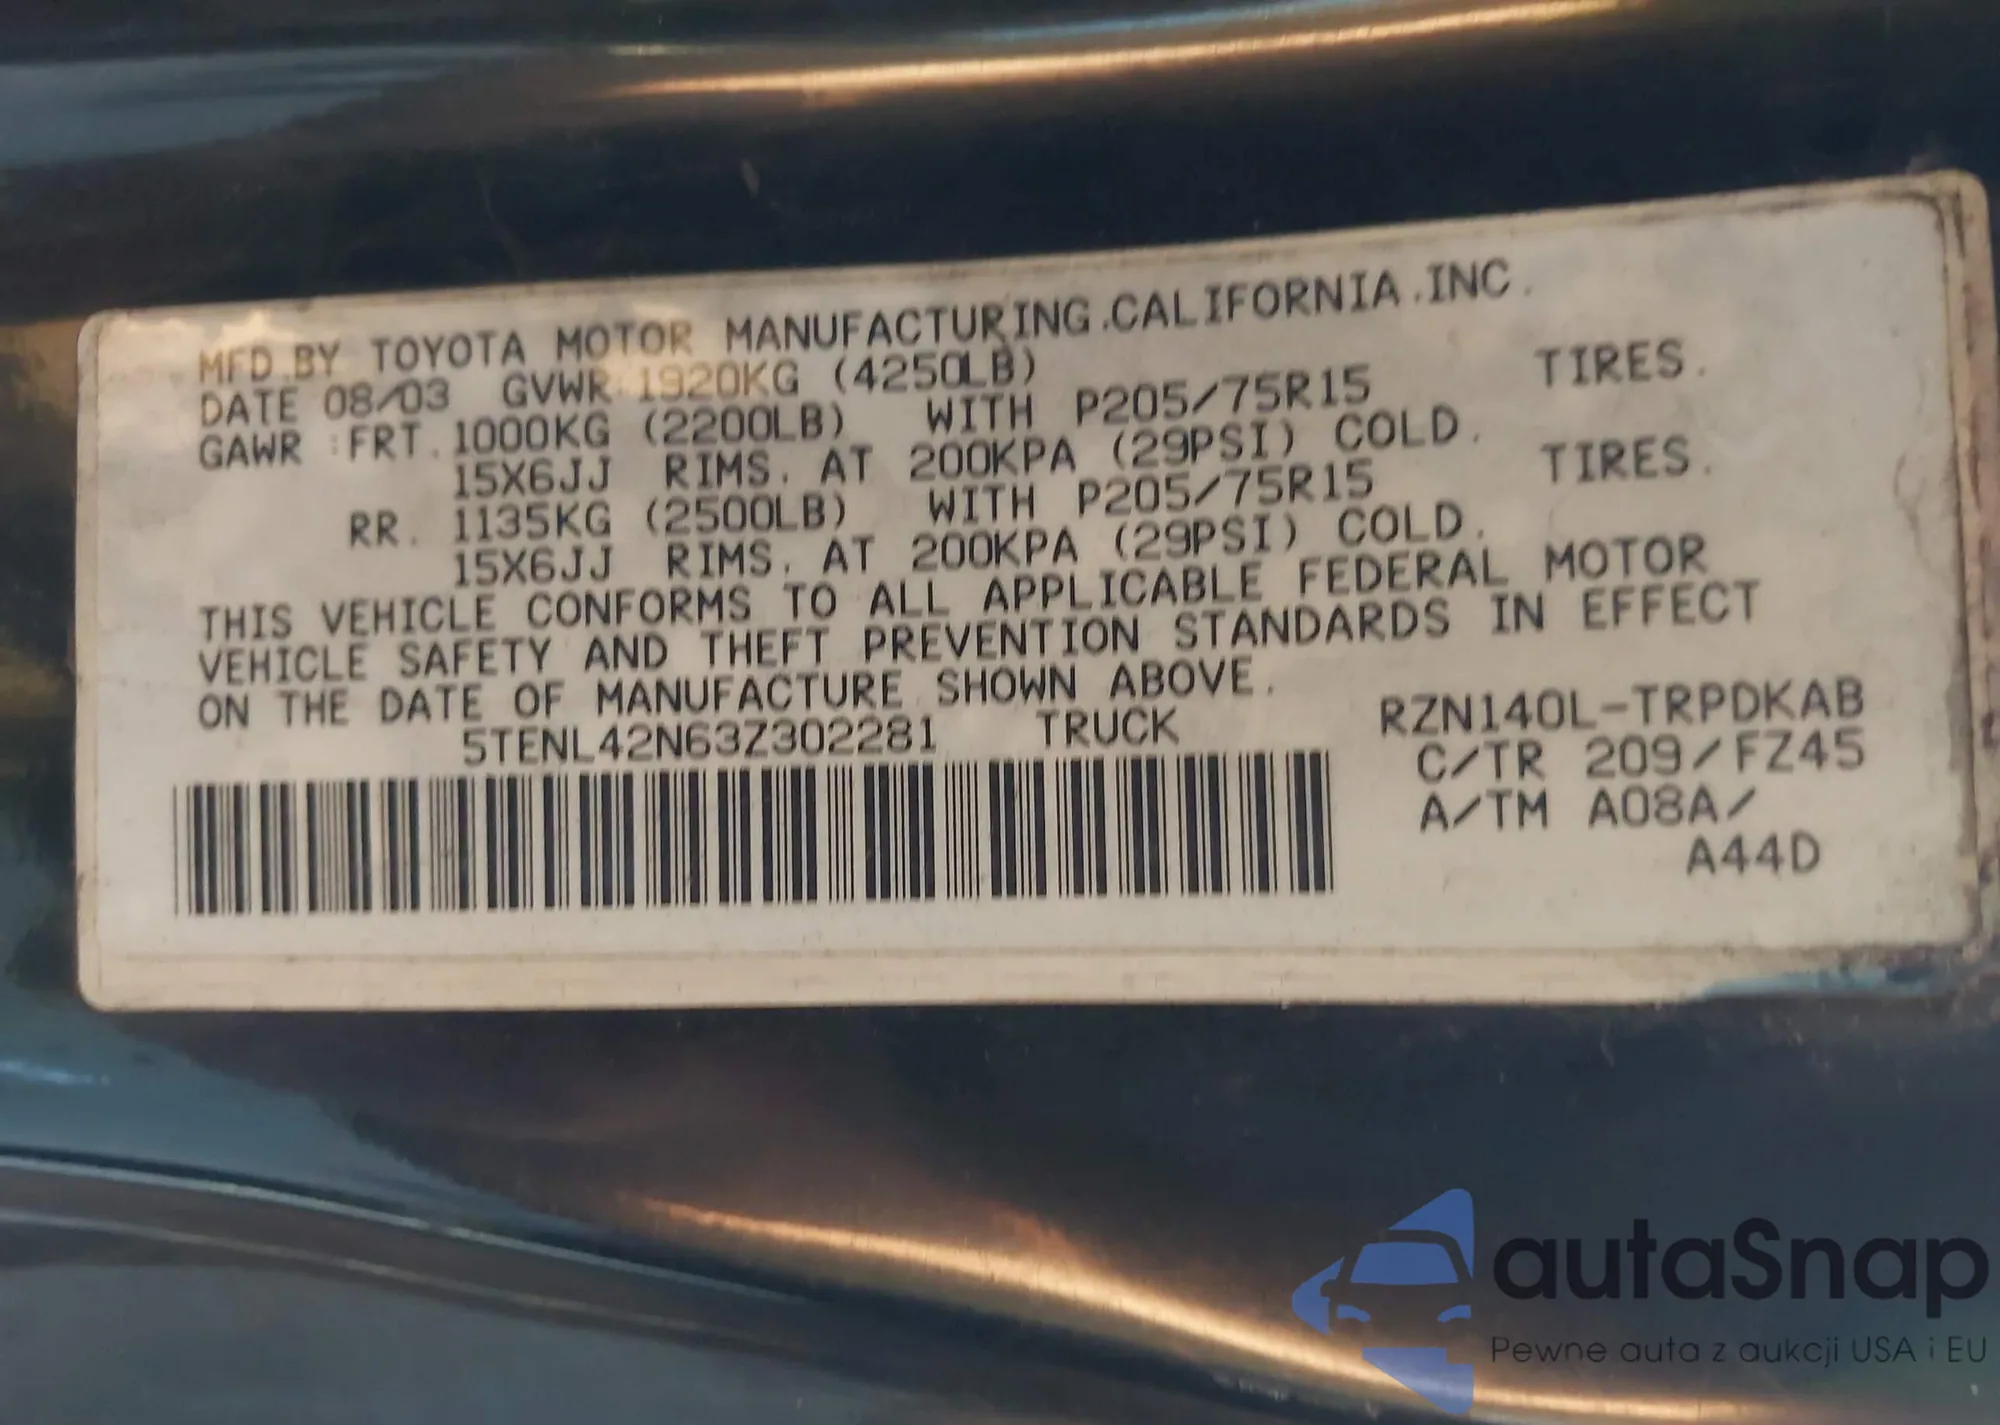 MFD.BY TOYOTA MOTOR MANUFACTURING.CALIFORNIA.INC.
DATE 08/03 GVWR 1920KG (4250LB)
GAWR :FRT. 1000KG (2200LB) WITH P205/75R15 TIRES.
15X6JJ RIMS. AT 200KPA (29PSI) COLD.
RR. 1135KG (2500LB) WITH P205/75R15 TIRES.
15X6JJ RIMS. AT 200KPA (29PSI) COLD.
THIS VEHICLE CONFORMS TO ALL APPLICABLE FEDERAL MOTOR
VEHICLE SAFETY AND THEFT PREVENTION STANDARDS IN EFFECT
ON THE DATE OF MANUFACTURE SHOWN ABOVE.
5TENL42N63Z302281 TRUCK RZN140L-TRPDKAB
C/TR 209/FZ45
A/TM A08A/
A44D
autaSnap
Pewne auta z aukcji USA i EU